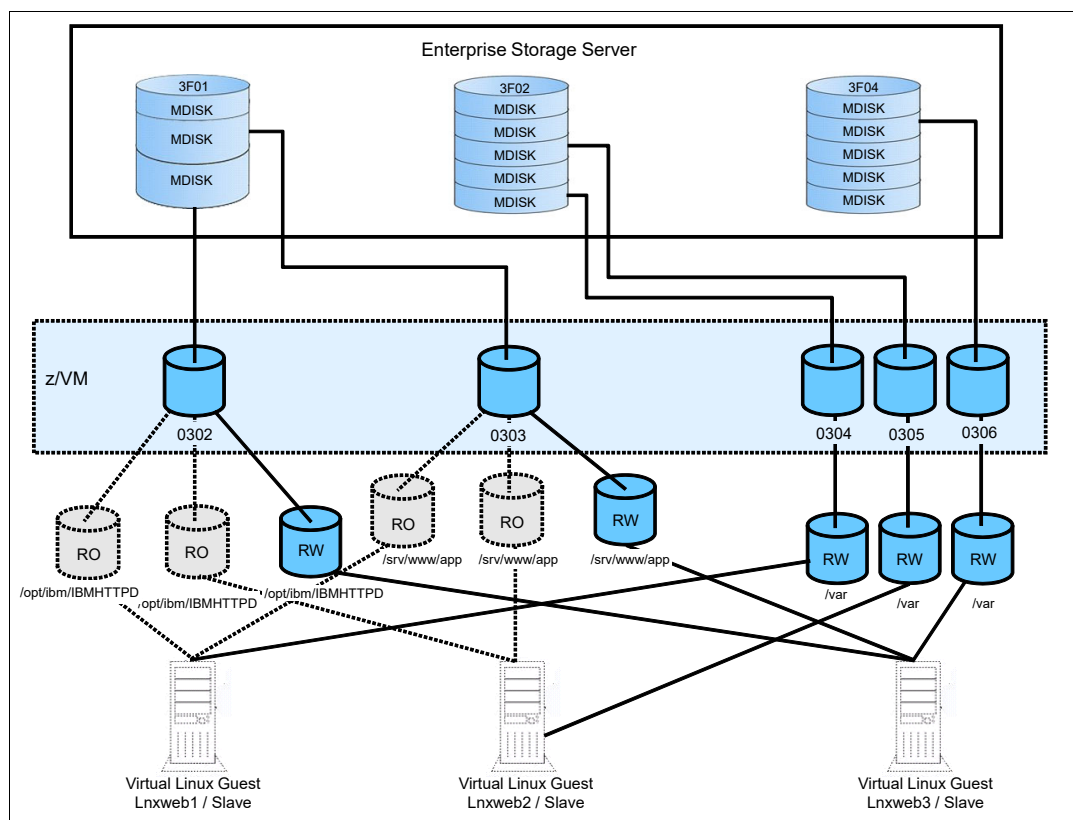 Enterprise Storage Server
3F01
MDISK
MDISK
MDISK
3F02
MDISK
MDISK
MDISK
MDISK
MDISK
3F04
MDISK
MDISK
MDISK
MDISK
MDISK
z/VM
0302
0303
0304
0305
0306
RO
RO
RW
RO
RO
RW
RW
RW
RW
/opt/ibm/IBMHTTPD
/opt/ibm/IBMHTTPD
/opt/ibm/IBMHTTPD
/srv/www/app
/srv/www/app
/srv/www/app
/var
/var
/var
Virtual Linux Guest
Lnxweb1 / Slave
Virtual Linux Guest
Lnxweb2 / Slave
Virtual Linux Guest
Lnxweb3 / Slave